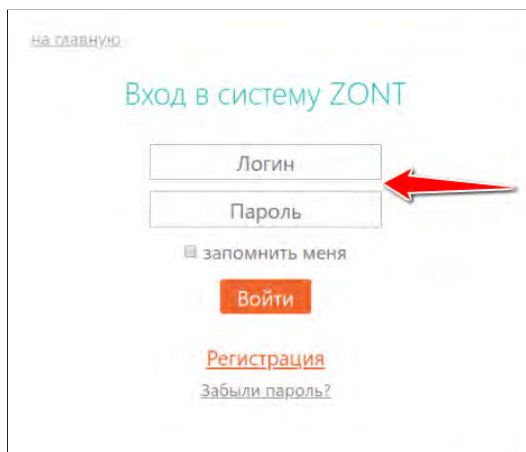 на главную
Вход в систему ZONT
Логин
Пароль
запомнить меня
Войти
Регистрация
Забыли пароль?